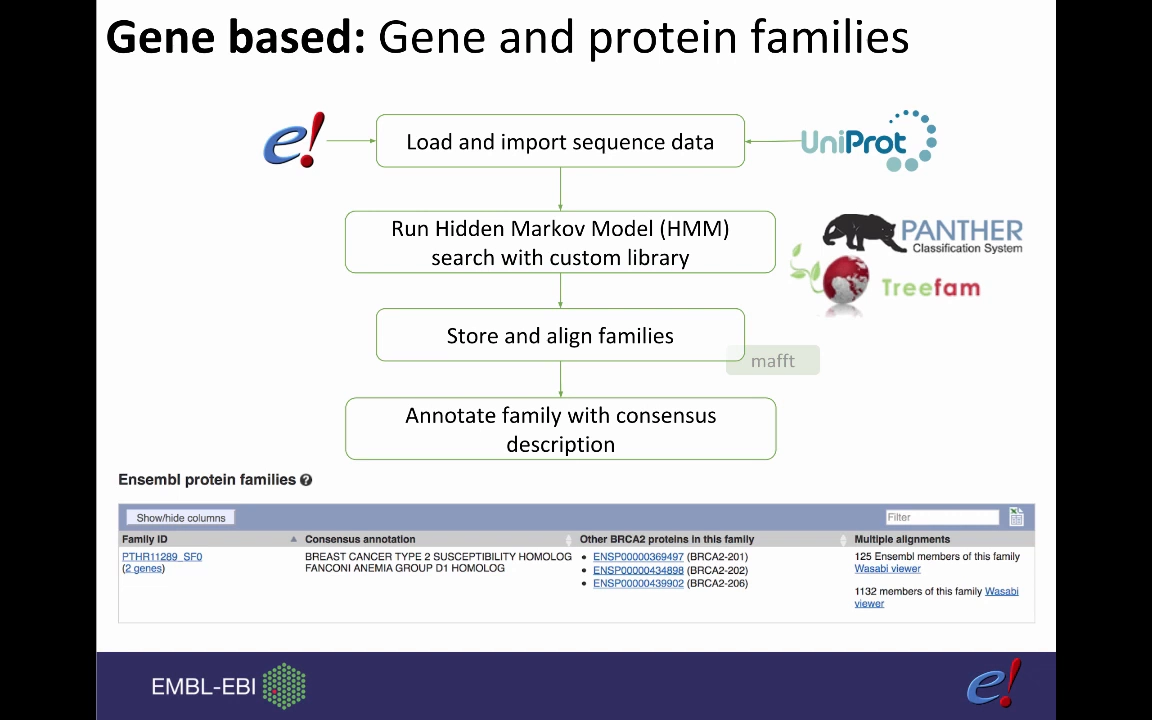 Gene based: Gene and protein families
e!
Load and import sequence data
UniProt
Run Hidden Markov Model (HMM)
search with custom library
PANTHER
Classification System
Treefam
Store and align families
mafft
Annotate family with consensus
description
Ensembl protein families ?
Show/hide columns
Filter
Family ID Consensus annotation Other BRCA2 proteins in this family Multiple alignments
PTHR11289_SF0 BREAST CANCER TYPE 2 SUSCEPTIBILITY HOMOLOG • ENSP00000369497 (BRCA2-201) 125 Ensembl members of this family
(2 genes) FANCONI ANEMIA GROUP D1 HOMOLOG • ENSP00000434898 (BRCA2-202) Wasabi viewer
• ENSP00000439902 (BRCA2-206)
1132 members of this family Wasabi
viewer
EMBL-EBI
e!